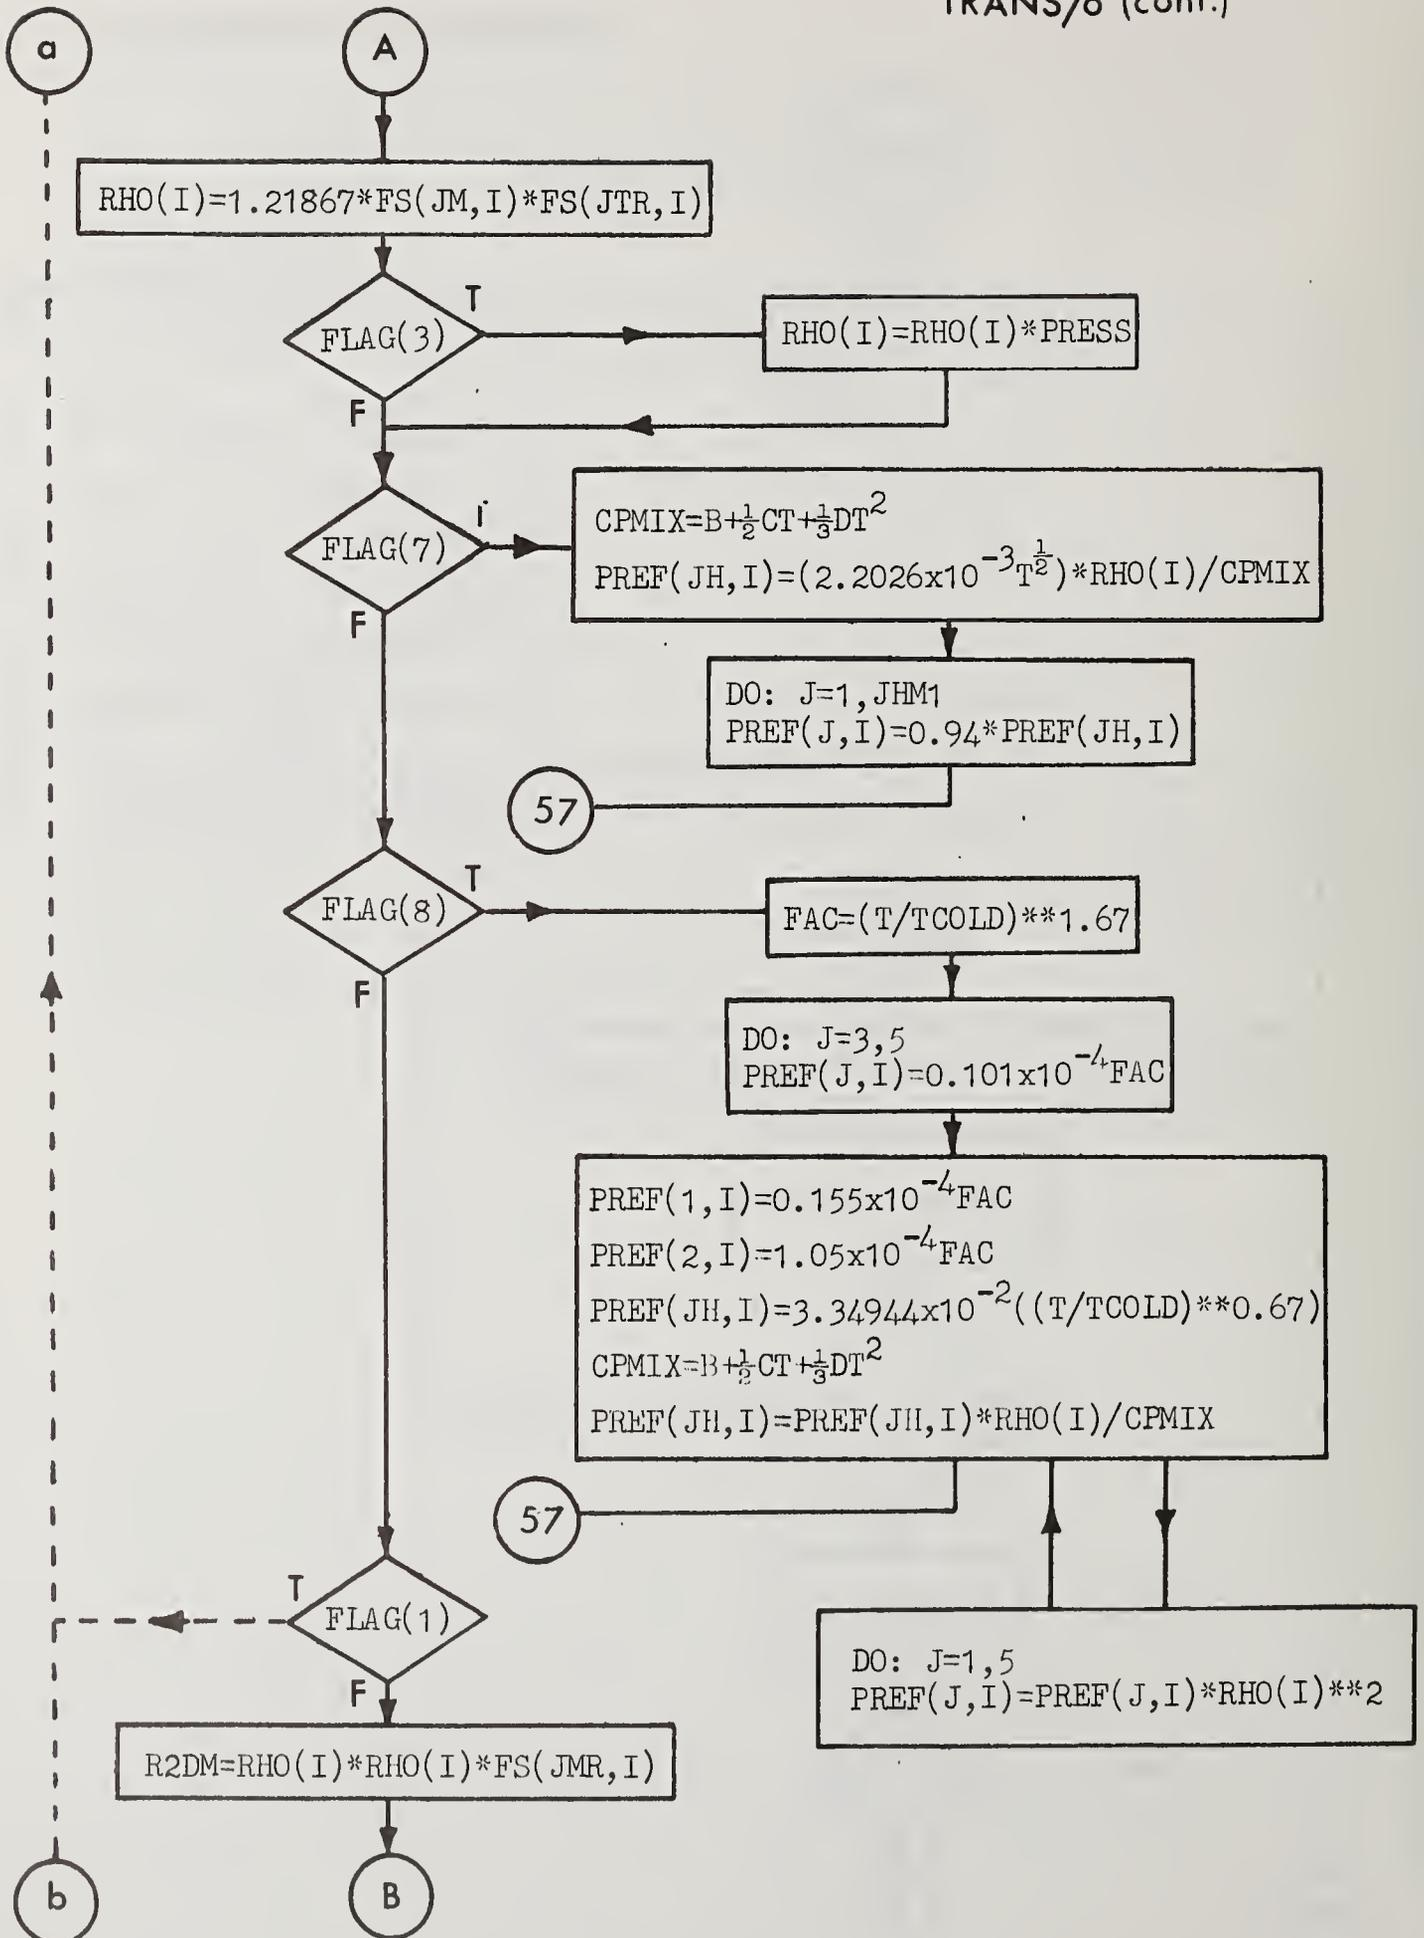 TRANS/6 (cont.)
a
A
RHO(I)=1.21867*FS(JM,I)*FS(JTR,I)
FLAG(3)
T
RHO(I)=RHO(I)*PRESS
F
FLAG(7)
T
CPMIX=B+½CT+⅓DT²
PREF(JH,I)=(2.2026x10⁻³T^½)*RHO(I)/CPMIX
F
DO: J=1,JHM1
PREF(J,I)=0.94*PREF(JH,I)
57
FLAG(8)
T
FAC=(T/TCOLD)**1.67
F
DO: J=3,5
PREF(J,I)=0.101x10⁻⁴FAC
PREF(1,I)=0.155x10⁻⁴FAC
PREF(2,I)=1.05x10⁻⁴FAC
PREF(JH,I)=3.34944x10⁻²((T/TCOLD)**0.67)
CPMIX=B+½CT+⅓DT²
PREF(JH,I)=PREF(JH,I)*RHO(I)/CPMIX
57
T
FLAG(1)
F
DO: J=1,5
PREF(J,I)=PREF(J,I)*RHO(I)**2
R2DM=RHO(I)*RHO(I)*FS(JMR,I)
b
B